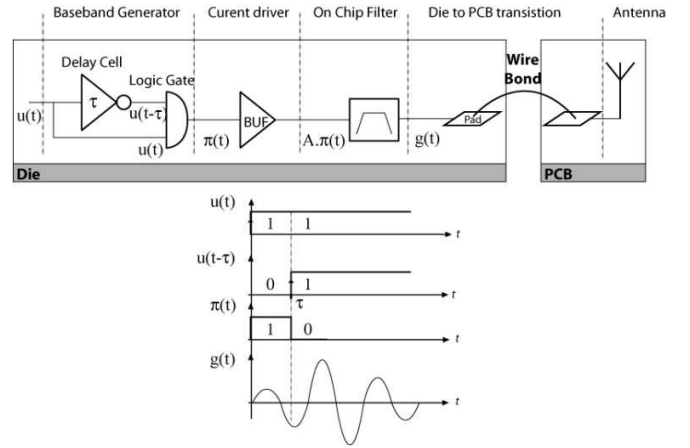 Baseband Generator
Curent driver
On Chip Filter
Die to PCB transistion
Antenna
Delay Cell
Logic Gate
Wire
Bond
τ
u(t)
u(t-τ)
u(t)
π(t)
BUF
A.π(t)
g(t)
Pad
Die
PCB
u(t)
1 1
t
u(t-τ)
0 1
t
τ
π(t)
1 0
t
g(t)
t